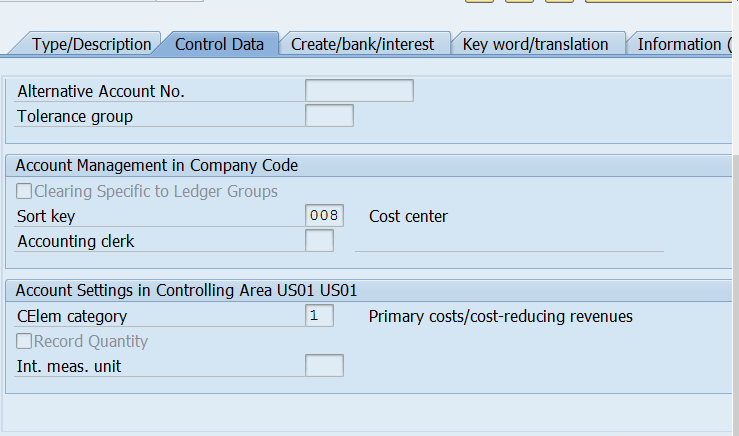 Type/Description Control Data Create/bank/interest Key word/translation Information (
Alternative Account No.
Tolerance group
Account Management in Company Code
Clearing Specific to Ledger Groups
Sort key 008 Cost center
Accounting clerk
Account Settings in Controlling Area US01 US01
CElem category 1 Primary costs/cost-reducing revenues
Record Quantity
Int. meas. unit